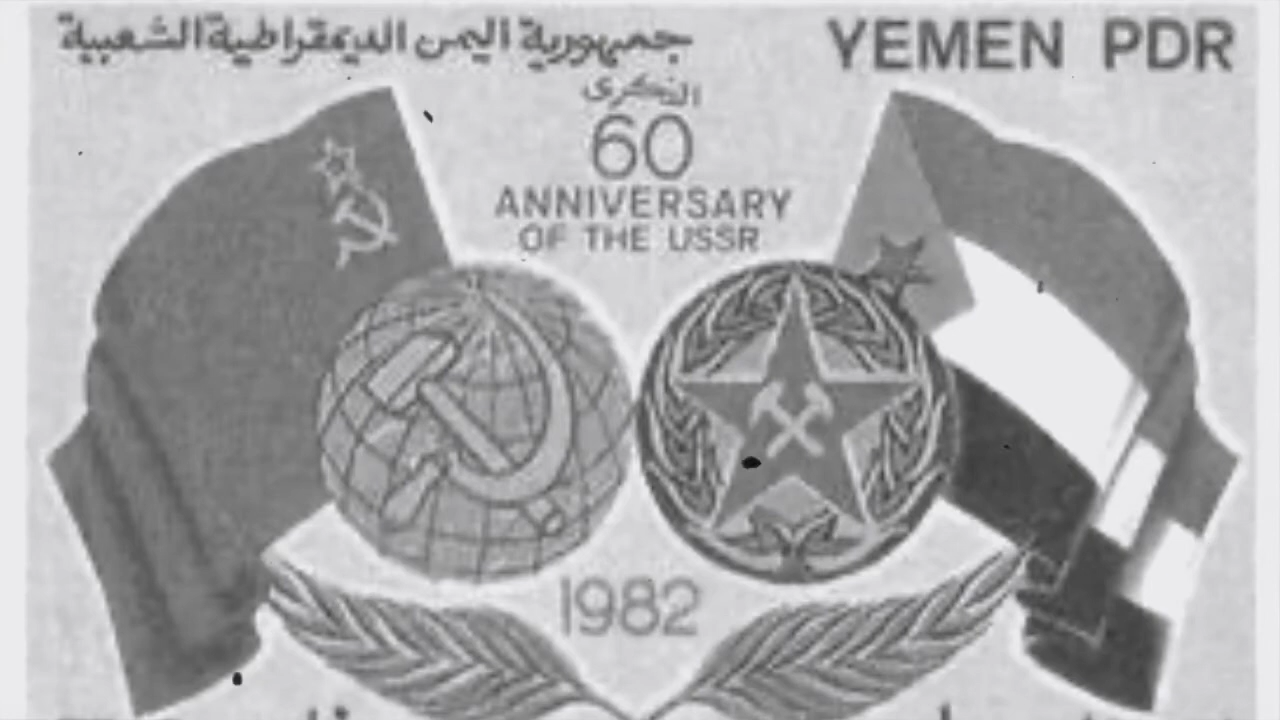 جمهورية اليمن الديمقراطية الشعبية
YEMEN PDR
الذكرى
60
ANNIVERSARY
OF THE USSR
1982